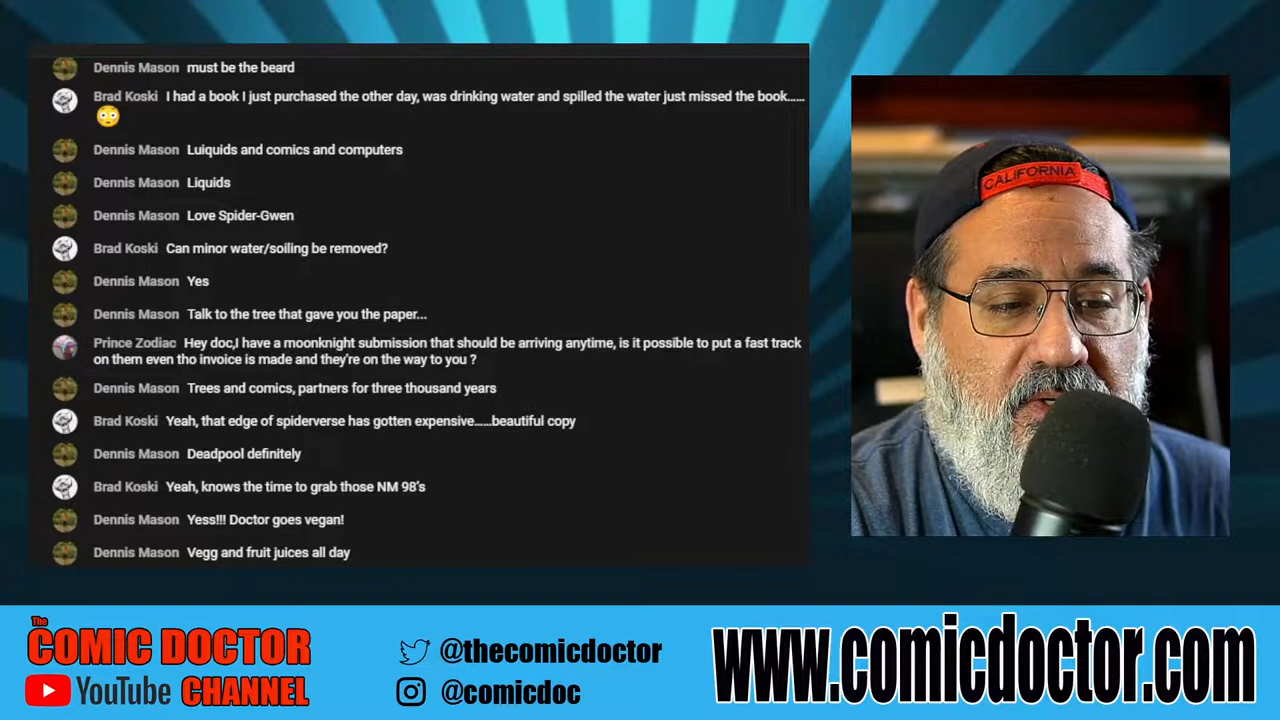 Dennis Mason must be the beard
Brad Koski I had a book I just purchased the other day, was drinking water and spilled the water just missed the book......
😳
Dennis Mason Luiquids and comics and computers
Dennis Mason Liquids
Dennis Mason Love Spider-Gwen
Brad Koski Can minor water/soiling be removed?
Dennis Mason Yes
Dennis Mason Talk to the tree that gave you the paper...
Prince Zodiac Hey doc,I have a moonknight submission that should be arriving anytime, is it possible to put a fast track
on them even tho invoice is made and they're on the way to you ?
Dennis Mason Trees and comics, partners for three thousand years
Brad Koski Yeah, that edge of spiderverse has gotten expensive......beautiful copy
Dennis Mason Deadpool definitely
Brad Koski Yeah, knows the time to grab those NM 98's
Dennis Mason Yess!!! Doctor goes vegan!
Dennis Mason Vegg and fruit juices all day
CALIFORNIA
The
COMIC DOCTOR
YouTube CHANNEL
@thecomicdoctor
@comicdoc
www.comicdoctor.com